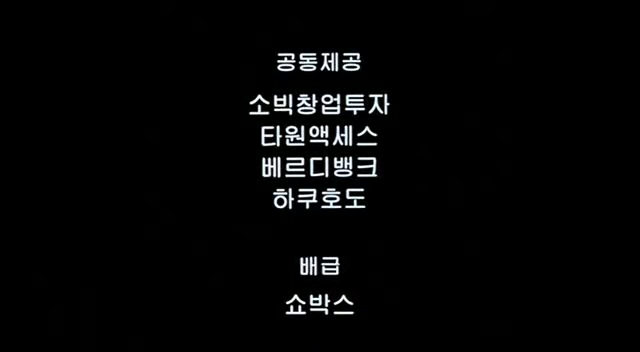 공동제공
소빅창업투자
타원액세스
베르디뱅크
하쿠호도
배급
쇼박스